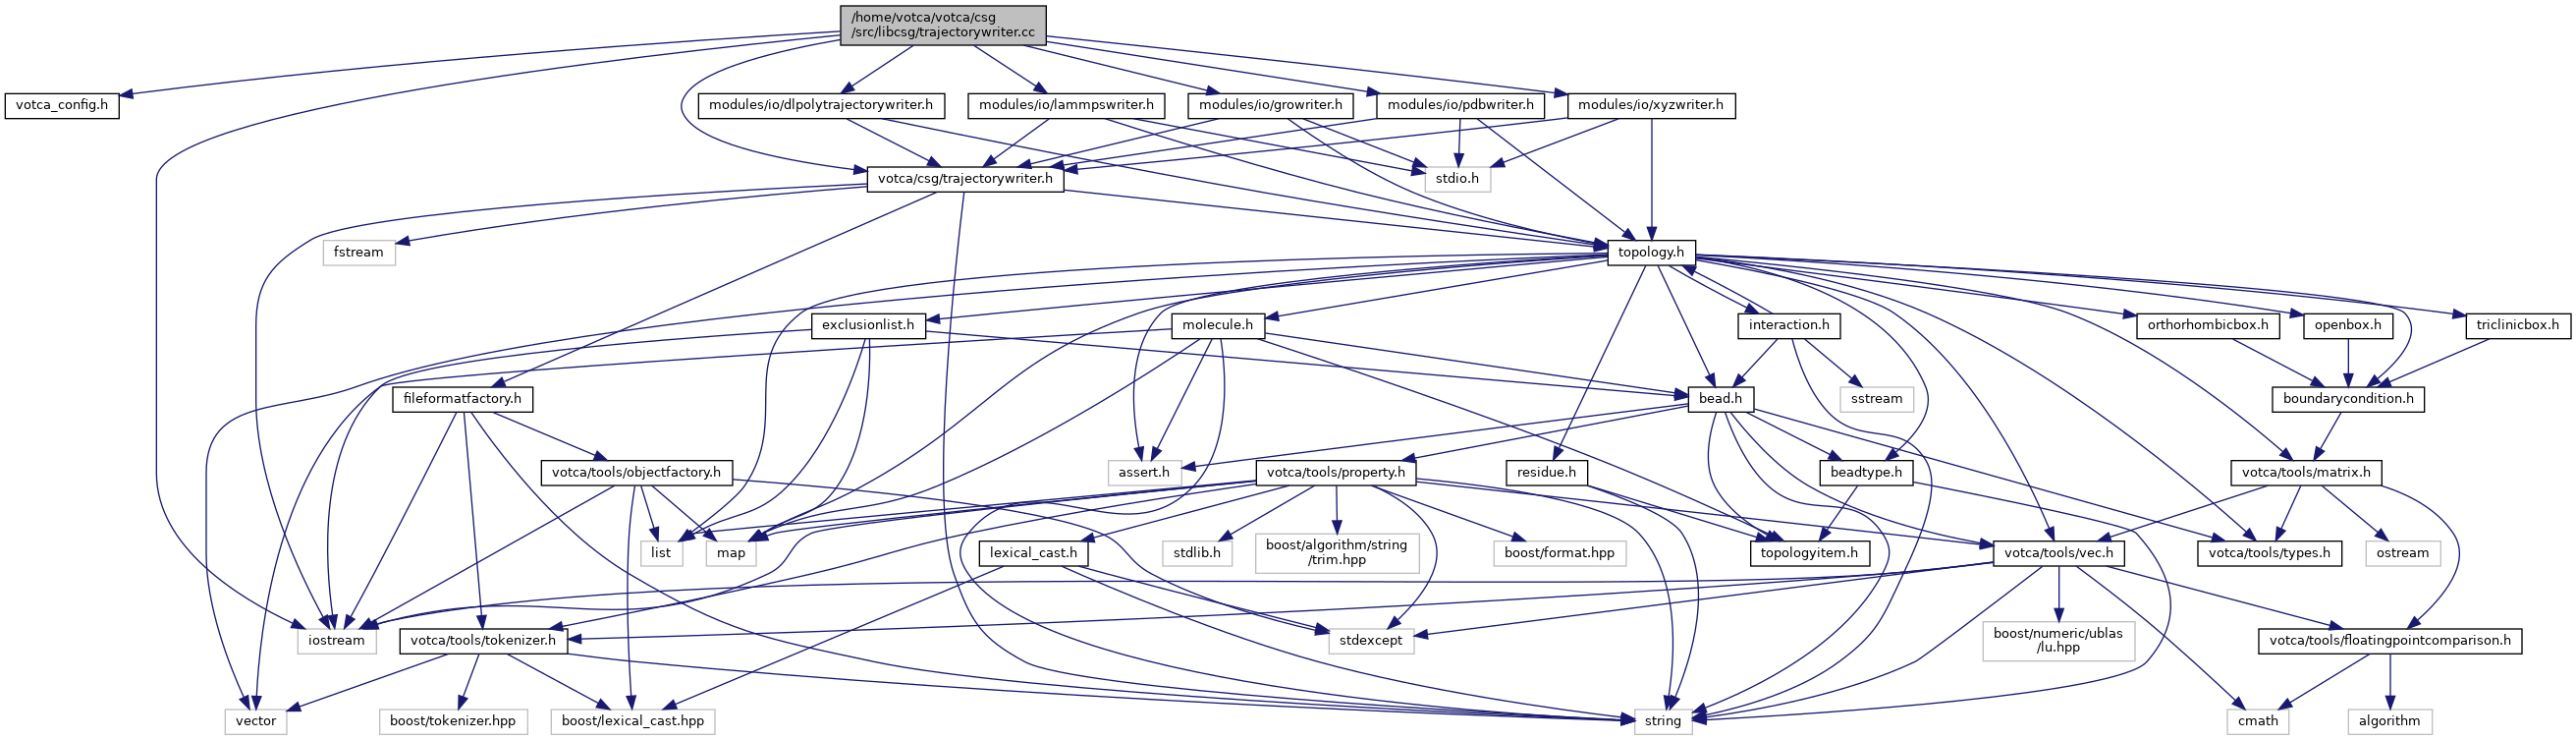 /home/votca/votca/csg
/src/libcsg/trajectorywriter.cc
votca_config.h
modules/io/dlpolytrajectorywriter.h
modules/io/lammpswriter.h
modules/io/growriter.h
modules/io/pdbwriter.h
modules/io/xyzwriter.h
votca/csg/trajectorywriter.h
stdio.h
fstream
topology.h
exclusionlist.h
molecule.h
interaction.h
orthorhombicbox.h
openbox.h
triclinicbox.h
fileformatfactory.h
bead.h
sstream
boundarycondition.h
votca/tools/objectfactory.h
assert.h
votca/tools/property.h
residue.h
beadtype.h
votca/tools/matrix.h
list
map
lexical_cast.h
stdlib.h
boost/algorithm/string
/trim.hpp
boost/format.hpp
topologyitem.h
votca/tools/vec.h
votca/tools/types.h
ostream
iostream
votca/tools/tokenizer.h
stdexcept
boost/numeric/ublas
/lu.hpp
votca/tools/floatingpointcomparison.h
vector
boost/tokenizer.hpp
boost/lexical_cast.hpp
string
cmath
algorithm